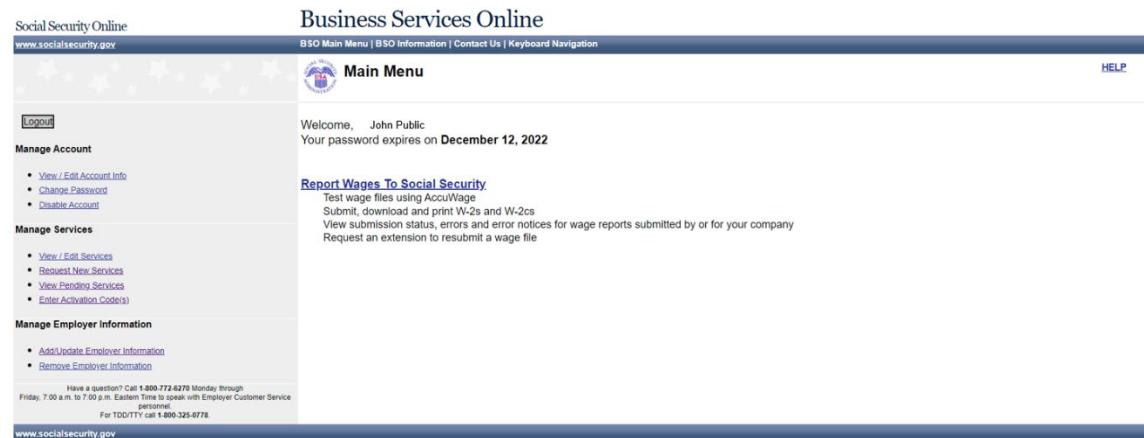 Social Security Online
Business Services Online
www.socialsecurity.gov
BSO Main Menu | BSO Information | Contact Us | Keyboard Navigation
SOCIAL SECURITY ADMINISTRATION
USA
Main Menu
HELP
Logout
Manage Account
• View / Edit Account Info
• Change Password
• Disable Account
Manage Services
• View / Edit Services
• Request New Services
• View Pending Services
• Enter Activation Code(s)
Manage Employer Information
• Add/Update Employer Information
• Remove Employer Information
Have a question? Call 1-800-772-6270 Monday through
Friday, 7:00 a.m. to 7:00 p.m. Eastern Time to speak with Employer Customer Service
personnel.
For TDD/TTY call 1-800-325-0778.
Welcome, John Public
Your password expires on December 12, 2022
Report Wages To Social Security
Test wage files using AccuWage
Submit, download and print W-2s and W-2cs
View submission status, errors and error notices for wage reports submitted by or for your company
Request an extension to resubmit a wage file
www.socialsecurity.gov